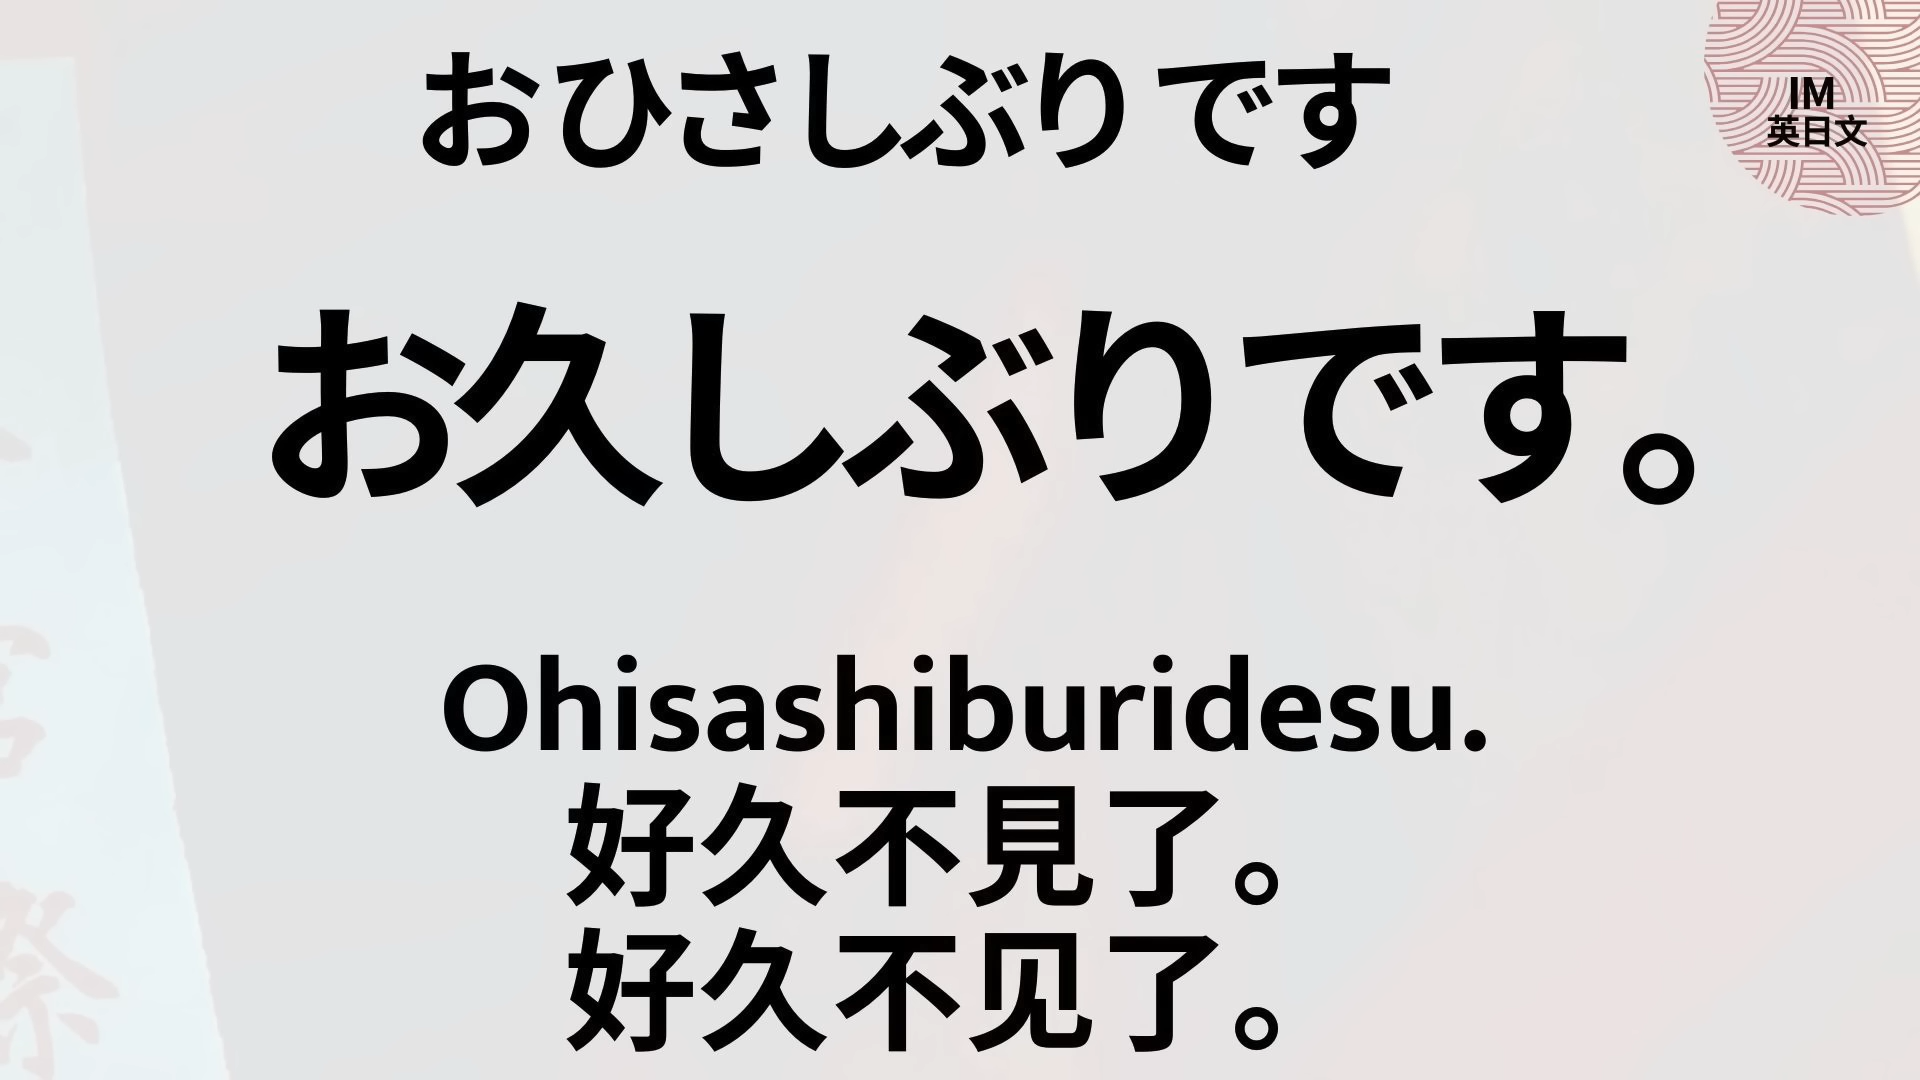 おひさしぶりです
IM
英日文
お久しぶりです。
Ohisashiburidesu.
好久不見了。
好久不见了。